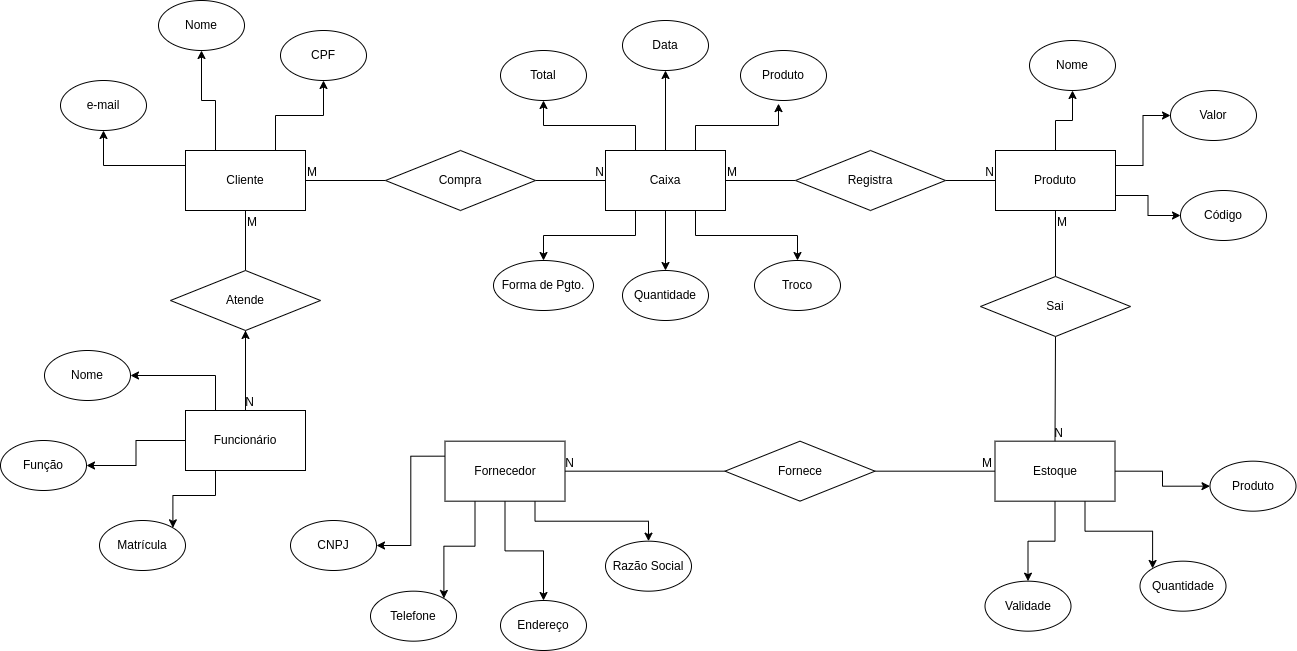 Nome
CPF
e-mail
Total
Data
Produto
Nome
Valor
Código
Cliente
M
Compra
N
Caixa
M
Registra
N
Produto
M
Atende
N
Forma de Pgto.
Quantidade
Troco
M
Sai
N
Nome
Função
Matrícula
Funcionário
Fornecedor
N
Fornece
M
Estoque
Produto
CNPJ
Telefone
Endereço
Razão Social
Validade
Quantidade